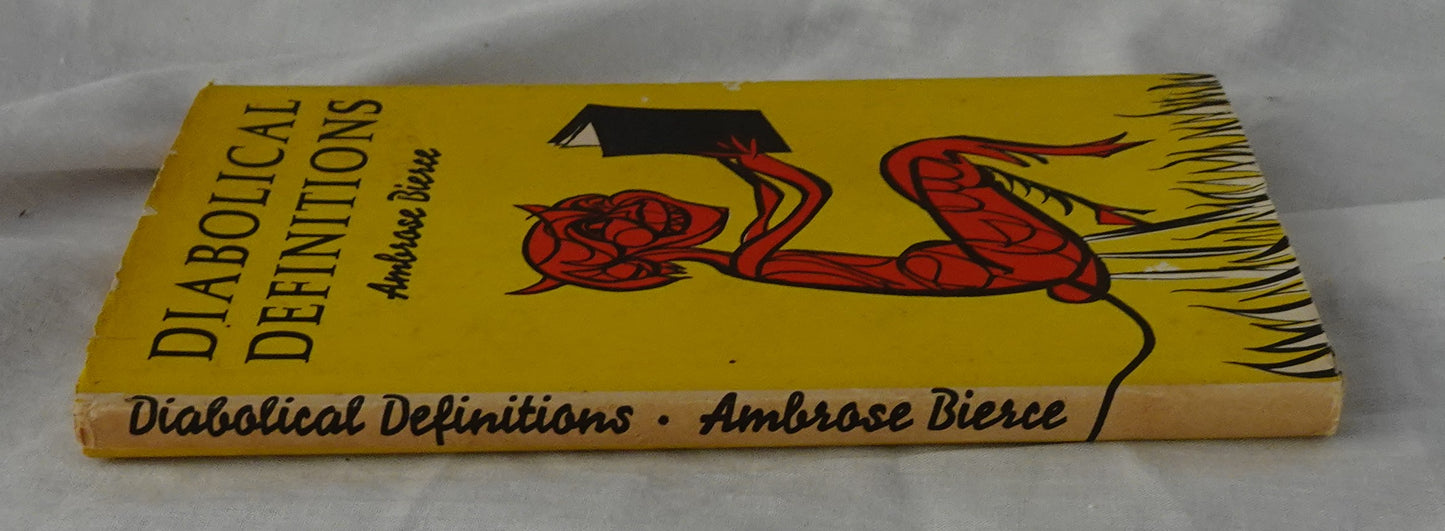 DIABOLICAL
DEFINITIONS
Ambrose Bierce
Diabolical Definitions · Ambrose Bierce